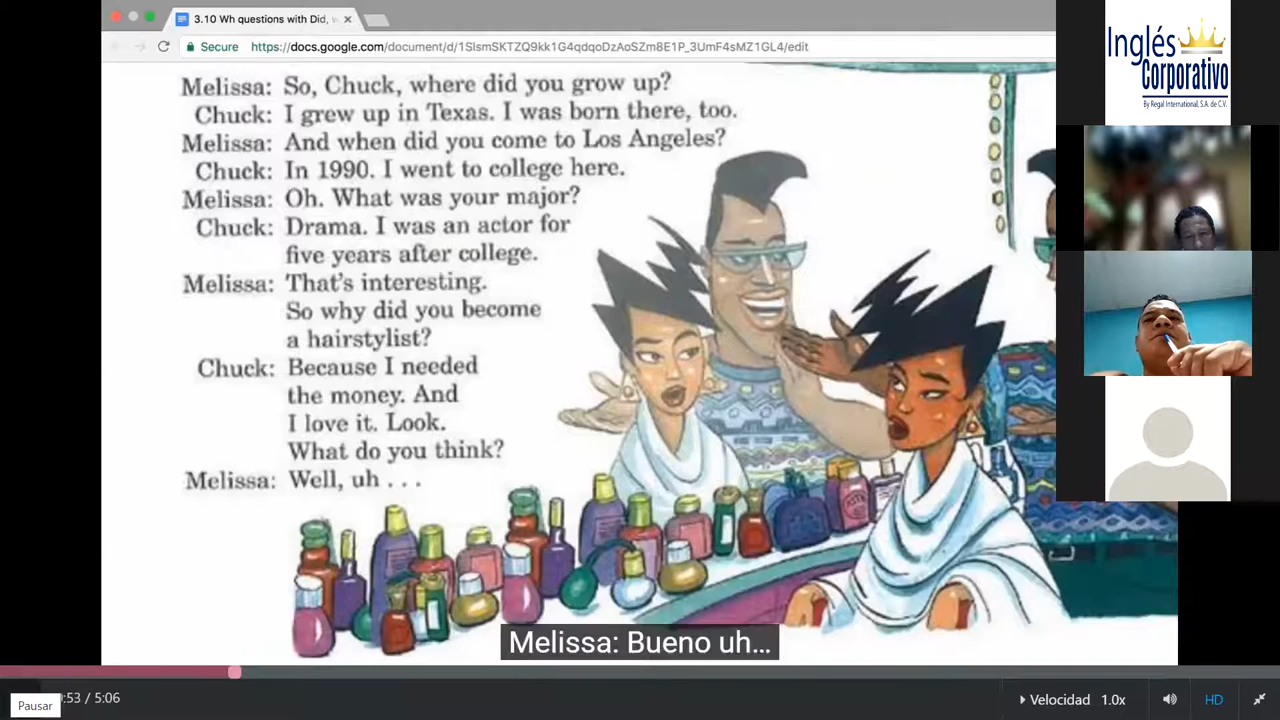 3.10 Wh questions with Did, w
Secure https://docs.google.com/document/d/1SlsmSKTZQ9kk1G4qdqoDzAoSZm8E1P_3UmF4sMZ1GL4/edit
Inglés
Corporativo
By Regal International, S.A. de C.V.
Melissa: So, Chuck, where did you grow up?
Chuck: I grew up in Texas. I was born there, too.
Melissa: And when did you come to Los Angeles?
Chuck: In 1990. I went to college here.
Melissa: Oh. What was your major?
Chuck: Drama. I was an actor for
five years after college.
Melissa: That's interesting.
So why did you become
a hairstylist?
Chuck: Because I needed
the money. And
I love it. Look.
What do you think?
Melissa: Well, uh . . .
Melissa: Bueno uh...
Pausar
:53 / 5:06
Velocidad 1.0x
HD